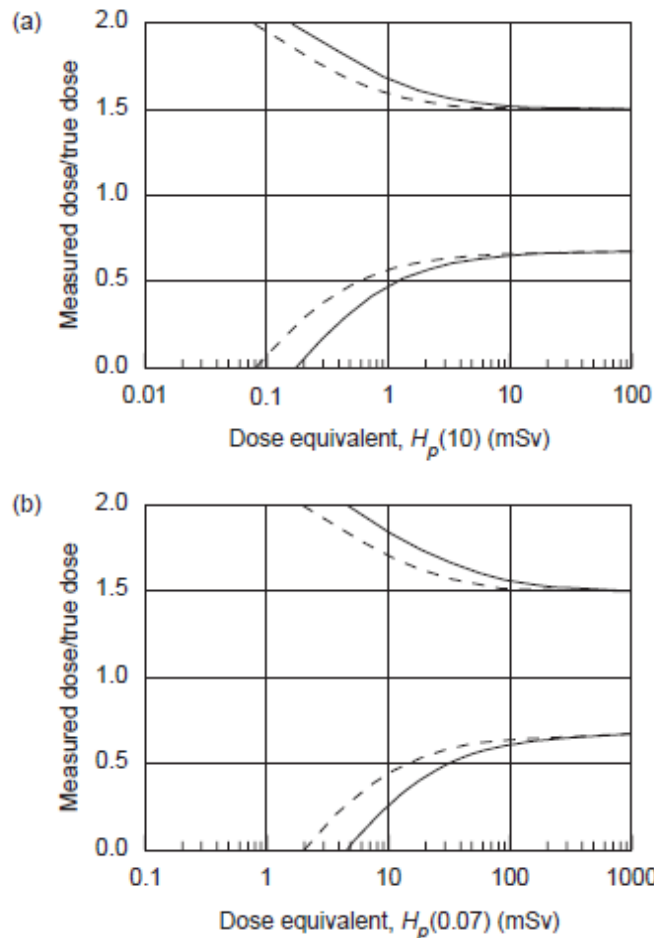 (a)
Measured dose/true dose
2.0
1.5
1.0
0.5
0.0
0.01 0.1 1 10 100
Dose equivalent, Hp(10) (mSv)
(b)
Measured dose/true dose
2.0
1.5
1.0
0.5
0.0
0.1 1 10 100 1000
Dose equivalent, Hp(0.07) (mSv)